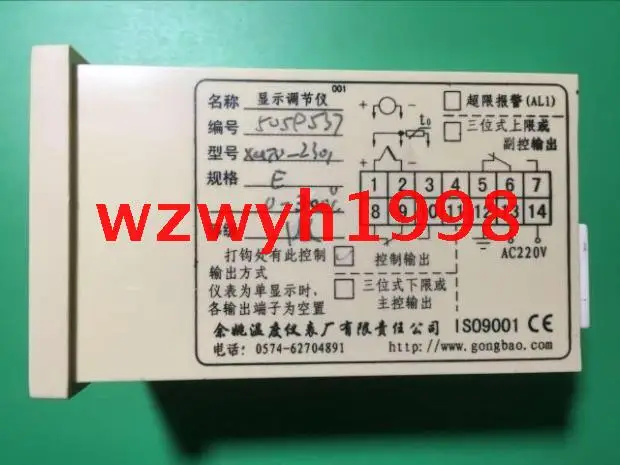 001
名称 显示调节仪
编号 505P537
型号
规格 E
wzwyh1998
打钩处有此控制
输出方式
仪表为单显示时,
各输出端子为空置
+ - 
t0
+ -
1 2 3 4 5 6 7
8 9 10 11 12 13 14
AC220V
超限报警(AL1)
三位式上限或
副控输出
控制输出
三位式下限或
主控输出
余姚温度仪表厂有限责任公司 ISO9001 CE
电话: 0574-62704891 http://www.gongbao.com